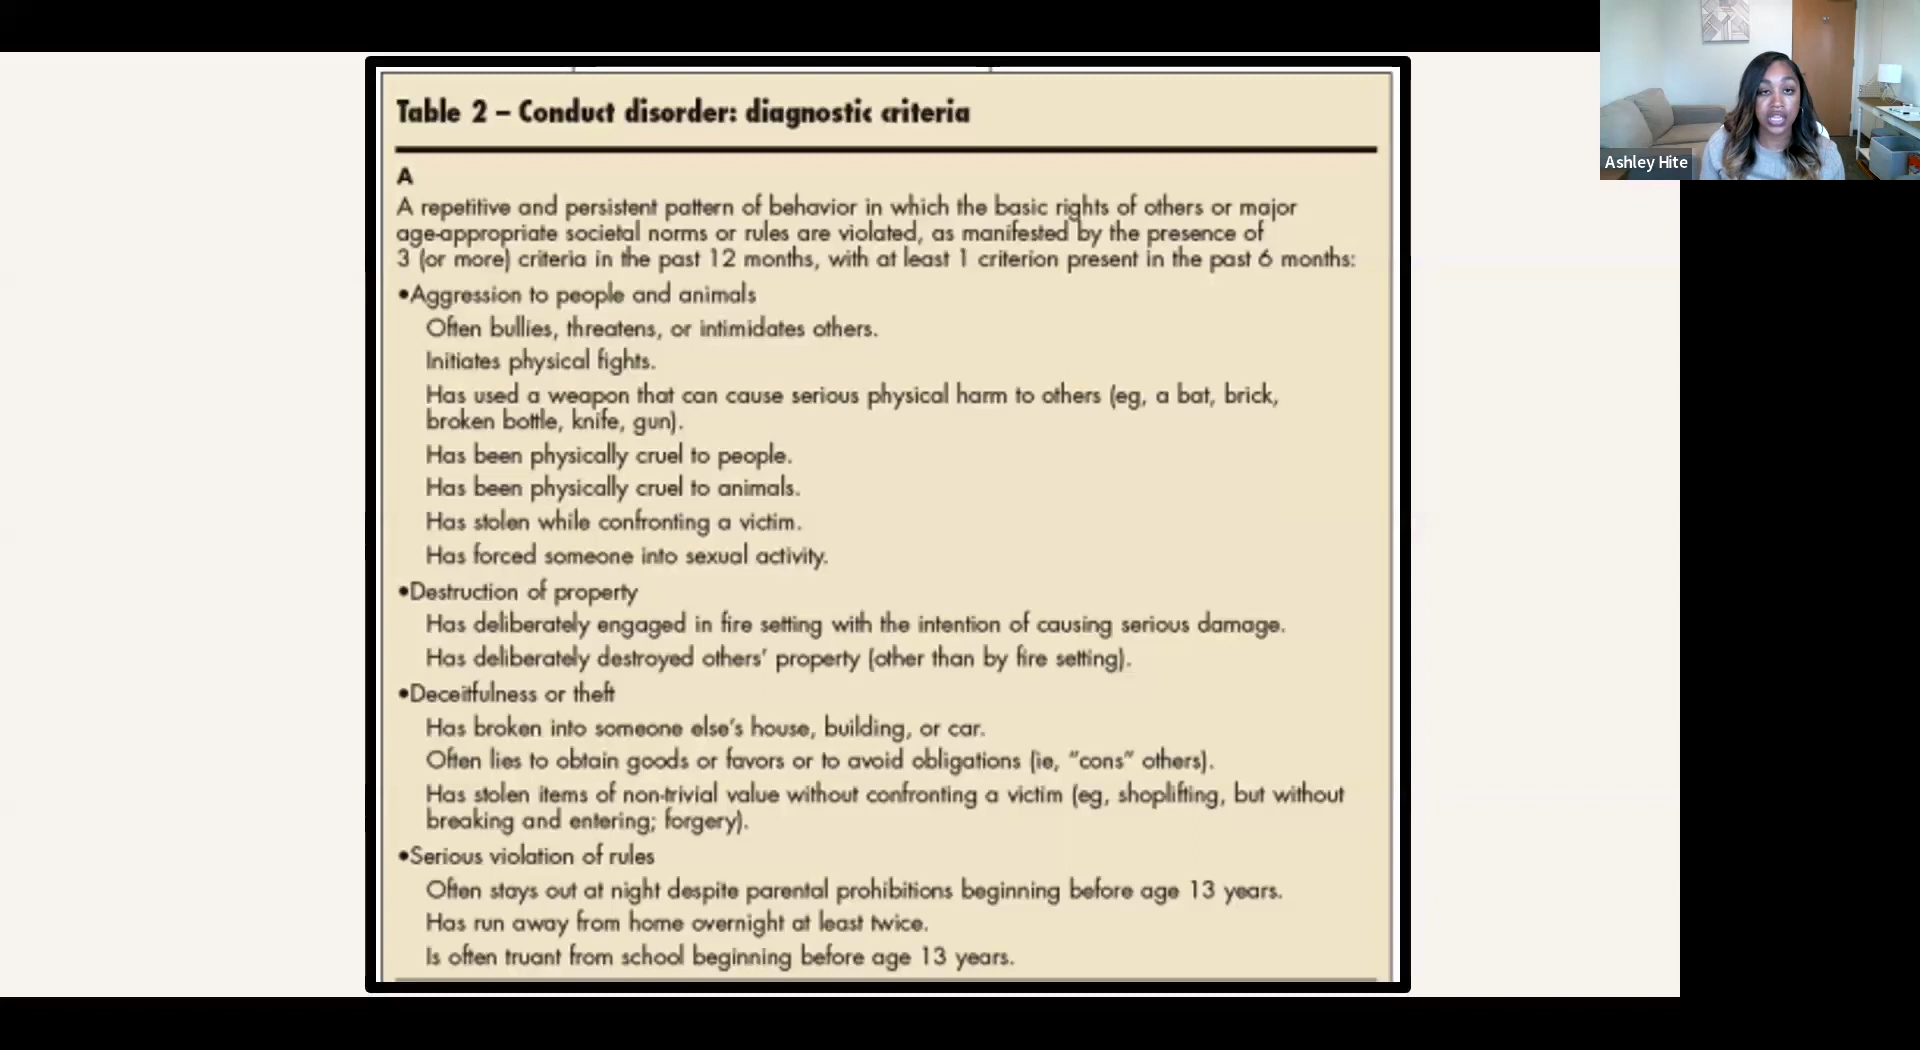 Table 2 – Conduct disorder: diagnostic criteria
A
A repetitive and persistent pattern of behavior in which the basic rights of others or major
age-appropriate societal norms or rules are violated, as manifested by the presence of
3 (or more) criteria in the past 12 months, with at least 1 criterion present in the past 6 months:
•Aggression to people and animals
Often bullies, threatens, or intimidates others.
Initiates physical fights.
Has used a weapon that can cause serious physical harm to others (eg, a bat, brick,
broken bottle, knife, gun).
Has been physically cruel to people.
Has been physically cruel to animals.
Has stolen while confronting a victim.
Has forced someone into sexual activity.
•Destruction of property
Has deliberately engaged in fire setting with the intention of causing serious damage.
Has deliberately destroyed others’ property (other than by fire setting).
•Deceitfulness or theft
Has broken into someone else’s house, building, or car.
Often lies to obtain goods or favors or to avoid obligations (ie, “cons” others).
Has stolen items of non-trivial value without confronting a victim (eg, shoplifting, but without
breaking and entering; forgery).
•Serious violation of rules
Often stays out at night despite parental prohibitions beginning before age 13 years.
Has run away from home overnight at least twice.
Is often truant from school beginning before age 13 years.
Ashley Hite